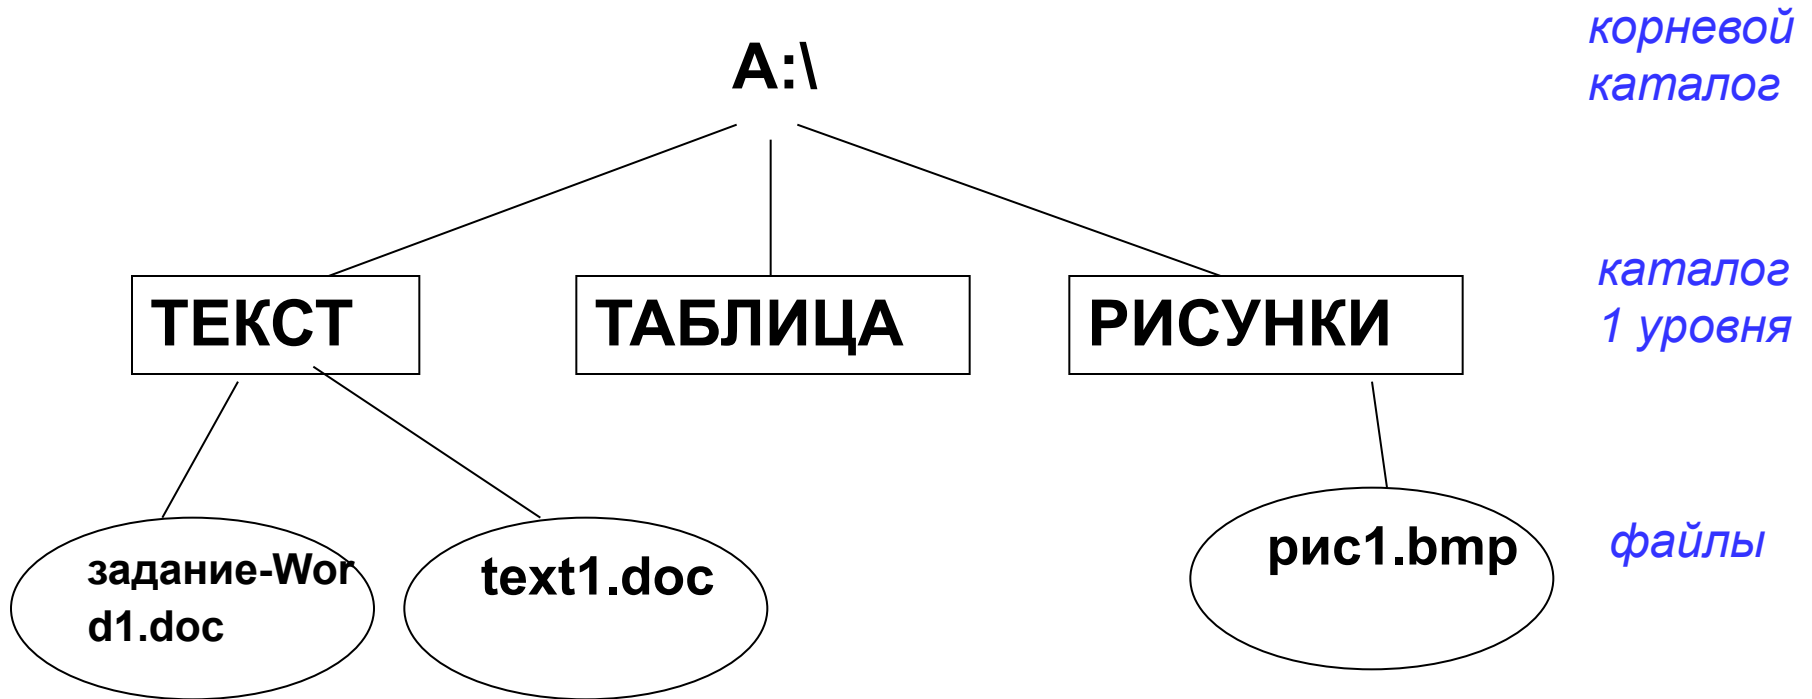 корневой
каталог
A:\
каталог
1 уровня
ТЕКСТ
ТАБЛИЦА
РИСУНКИ
файлы
задание-Wor
d1.doc
text1.doc
рис1.bmp